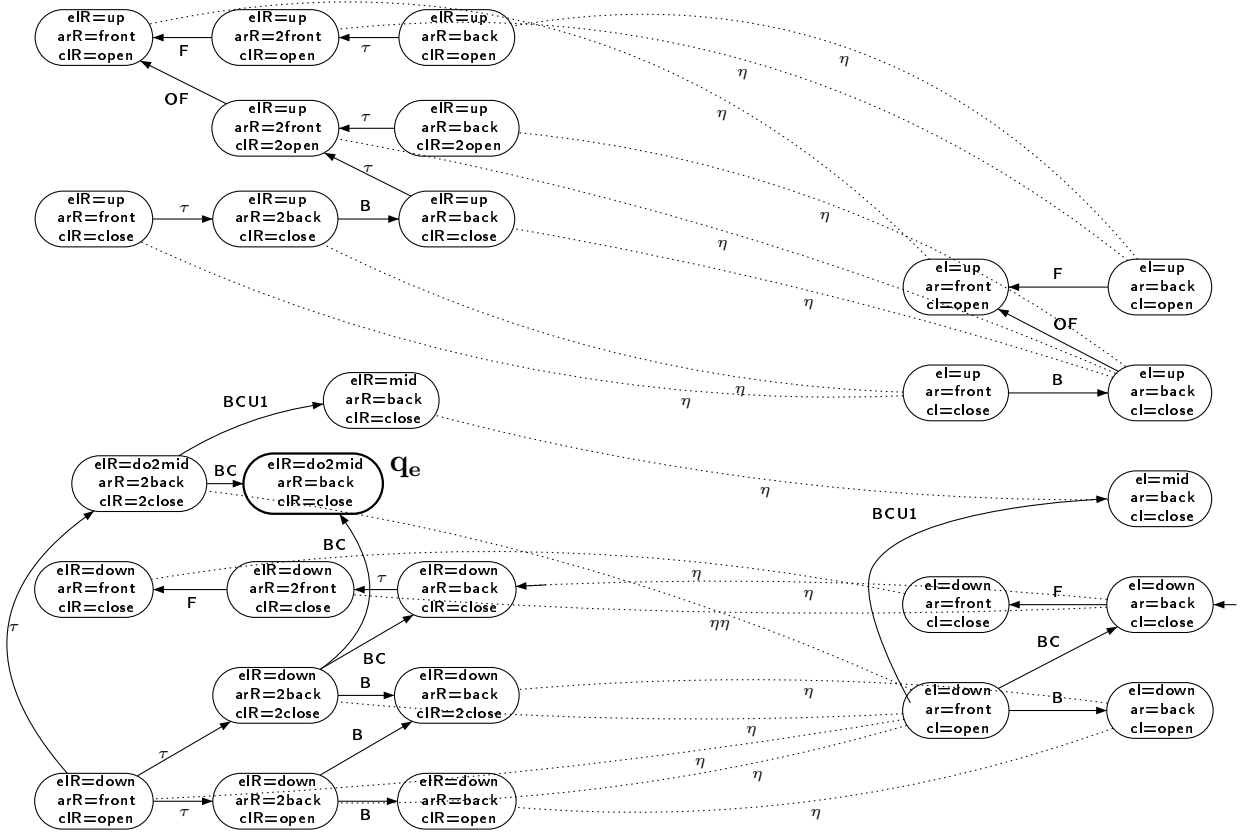 elR=up
arR=front
clR=open
F
elR=up
arR=2front
clR=open
τ
elR=up
arR=back
clR=open
η
η
η
OF
elR=up
arR=2front
clR=2open
τ
elR=up
arR=back
clR=2open
τ
η
elR=up
arR=front
clR=close
τ
elR=up
arR=2back
clR=close
B
elR=up
arR=back
clR=close
η
η
el=up
ar=front
cl=open
F
el=up
ar=back
cl=open
OF
el=up
ar=front
cl=close
B
el=up
ar=back
cl=close
η
η
elR=mid
arR=back
clR=close
BCU1
elR=do2mid
arR=2back
clR=2close
BC
elR=do2mid
arR=back
clR=close
qe
η
el=mid
ar=back
cl=close
BCU1
BC
elR=down
arR=front
clR=close
F
elR=down
arR=2front
clR=close
τ
elR=down
arR=back
clR=close
η
η
ηη
el=down
ar=front
cl=close
F
el=down
ar=back
cl=close
τ
BC
BC
elR=down
arR=2back
clR=2close
B
elR=down
arR=back
clR=2close
η
el=down
ar=front
cl=open
B
el=down
ar=back
cl=open
τ
B
η
η
η
elR=down
arR=front
clR=open
τ
elR=down
arR=2back
clR=open
B
elR=down
arR=back
clR=open
η